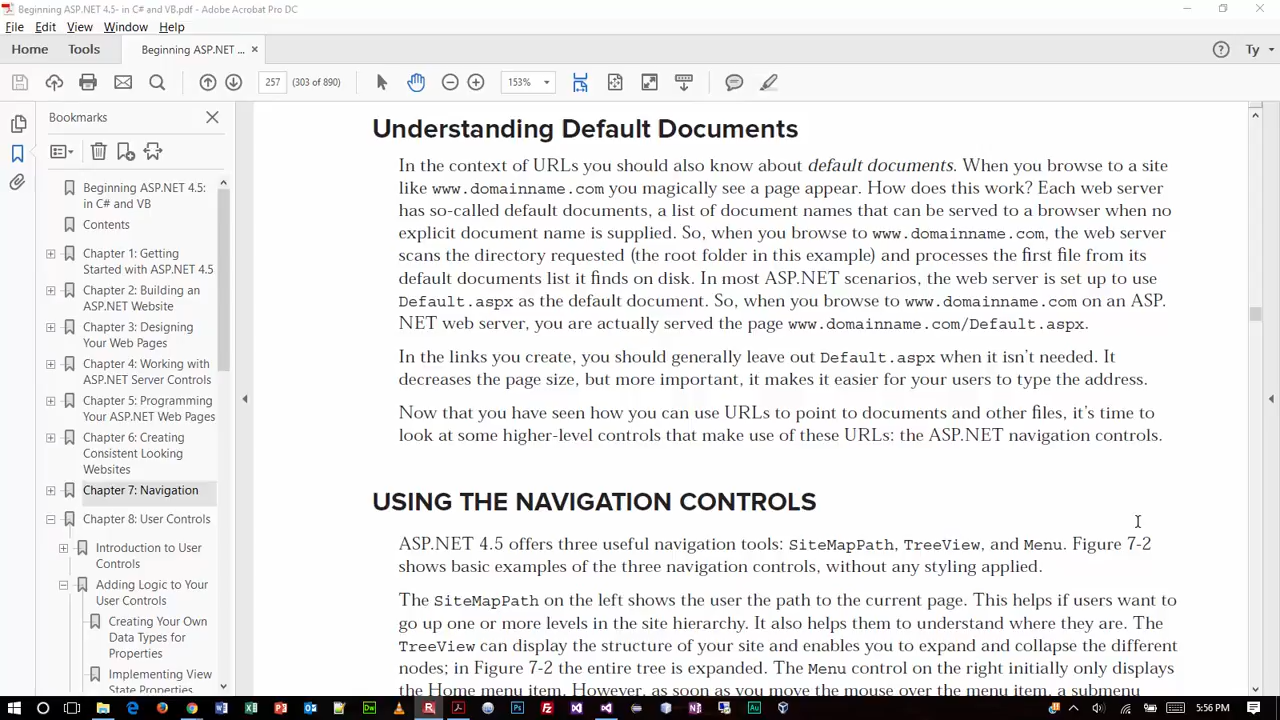 Beginning ASP.NET 4.5- in C# and VB.pdf - Adobe Acrobat Pro DC
File Edit View Window Help
Home Tools Beginning ASP.NET ... × Ty
257 (303 of 890) 153%
Bookmarks
Beginning ASP.NET 4.5:
in C# and VB
Contents
Chapter 1: Getting
Started with ASP.NET 4.5
Chapter 2: Building an
ASP.NET Website
Chapter 3: Designing
Your Web Pages
Chapter 4: Working with
ASP.NET Server Controls
Chapter 5: Programming
Your ASP.NET Web Pages
Chapter 6: Creating
Consistent Looking
Websites
Chapter 7: Navigation
Chapter 8: User Controls
Introduction to User
Controls
Adding Logic to Your
User Controls
Creating Your Own
Data Types for
Properties
Implementing View
State Properties
Understanding Default Documents
In the context of URLs you should also know about default documents. When you browse to a site
like www.domainname.com you magically see a page appear. How does this work? Each web server
has so-called default documents, a list of document names that can be served to a browser when no
explicit document name is supplied. So, when you browse to www.domainname.com, the web server
scans the directory requested (the root folder in this example) and processes the first file from its
default documents list it finds on disk. In most ASP.NET scenarios, the web server is set up to use
Default.aspx as the default document. So, when you browse to www.domainname.com on an ASP.
NET web server, you are actually served the page www.domainname.com/Default.aspx.
In the links you create, you should generally leave out Default.aspx when it isn't needed. It
decreases the page size, but more important, it makes it easier for your users to type the address.
Now that you have seen how you can use URLs to point to documents and other files, it's time to
look at some higher-level controls that make use of these URLs: the ASP.NET navigation controls.
USING THE NAVIGATION CONTROLS
ASP.NET 4.5 offers three useful navigation tools: SiteMapPath, TreeView, and Menu. Figure 7-2
shows basic examples of the three navigation controls, without any styling applied.
The SiteMapPath on the left shows the user the path to the current page. This helps if users want to
go up one or more levels in the site hierarchy. It also helps them to understand where they are. The
TreeView can display the structure of your site and enables you to expand and collapse the different
nodes; in Figure 7-2 the entire tree is expanded. The Menu control on the right initially only displays
the Home menu item. However, as soon as you move the mouse over the menu item, a submenu
5:56 PM